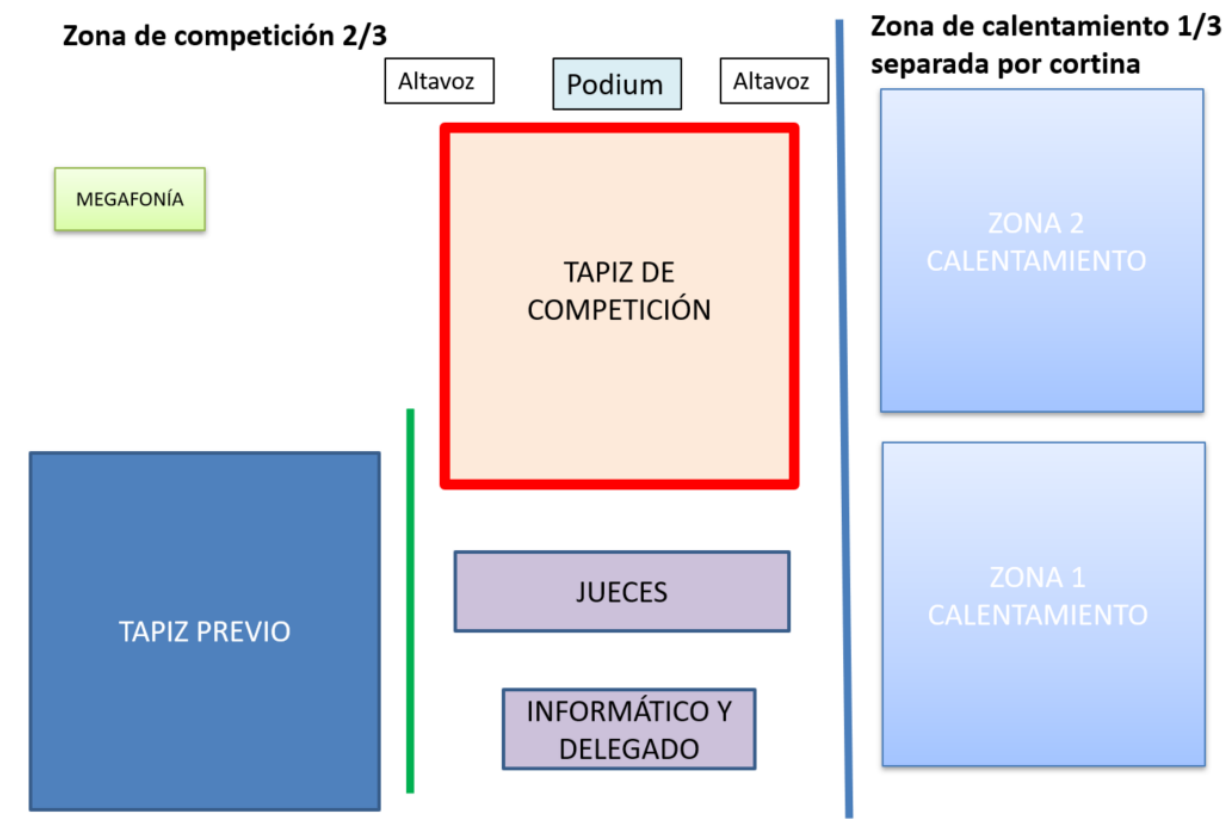 Zona de competición 2/3
Zona de calentamiento 1/3
separada por cortina
Altavoz
Podium
Altavoz
MEGAFONÍA
TAPIZ DE
COMPETICIÓN
ZONA 2
CALENTAMIENTO
TAPIZ PREVIO
JUECES
INFORMÁTICO Y
DELEGADO
ZONA 1
CALENTAMIENTO